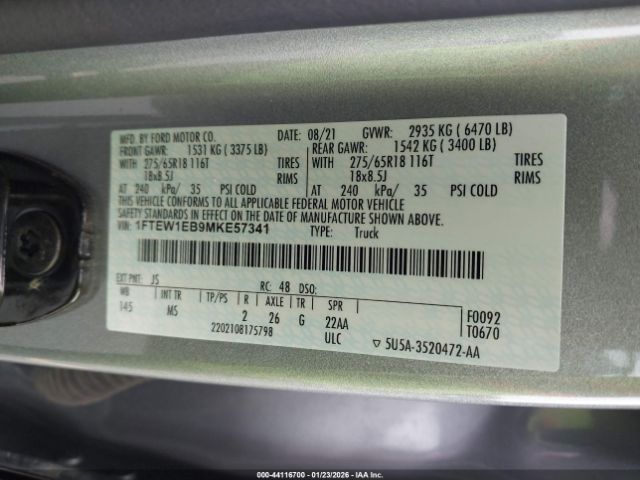 MFD. BY FORD MOTOR CO. DATE: 08/21 GVWR: 2935 KG ( 6470 LB)
FRONT GAWR: 1531 KG ( 3375 LB) REAR GAWR: 1542 KG ( 3400 LB)
WITH 275/65R18 116T TIRES WITH 275/65R18 116T TIRES
18x8.5J RIMS 18x8.5J RIMS
AT 240 kPa/ 35 PSI COLD AT 240 kPa/ 35 PSI COLD
THIS VEHICLE CONFORMS TO ALL APPLICABLE FEDERAL MOTOR VEHICLE
SAFETY STANDARDS IN EFFECT ON THE DATE OF MANUFACTURE SHOWN ABOVE.
VIN: 1FTEW1EB9MKE57341 TYPE: Truck
EXT PNT: JS RC: 48 DSO: F0092
WB INT TR TP/PS R AXLE TR SPR T0670
145 MS 2 26 G 22AA
2202108175798 ULC ▽ 5U5A-3520472-AA
000-44116700 - 01/23/2026 - IAA Inc.